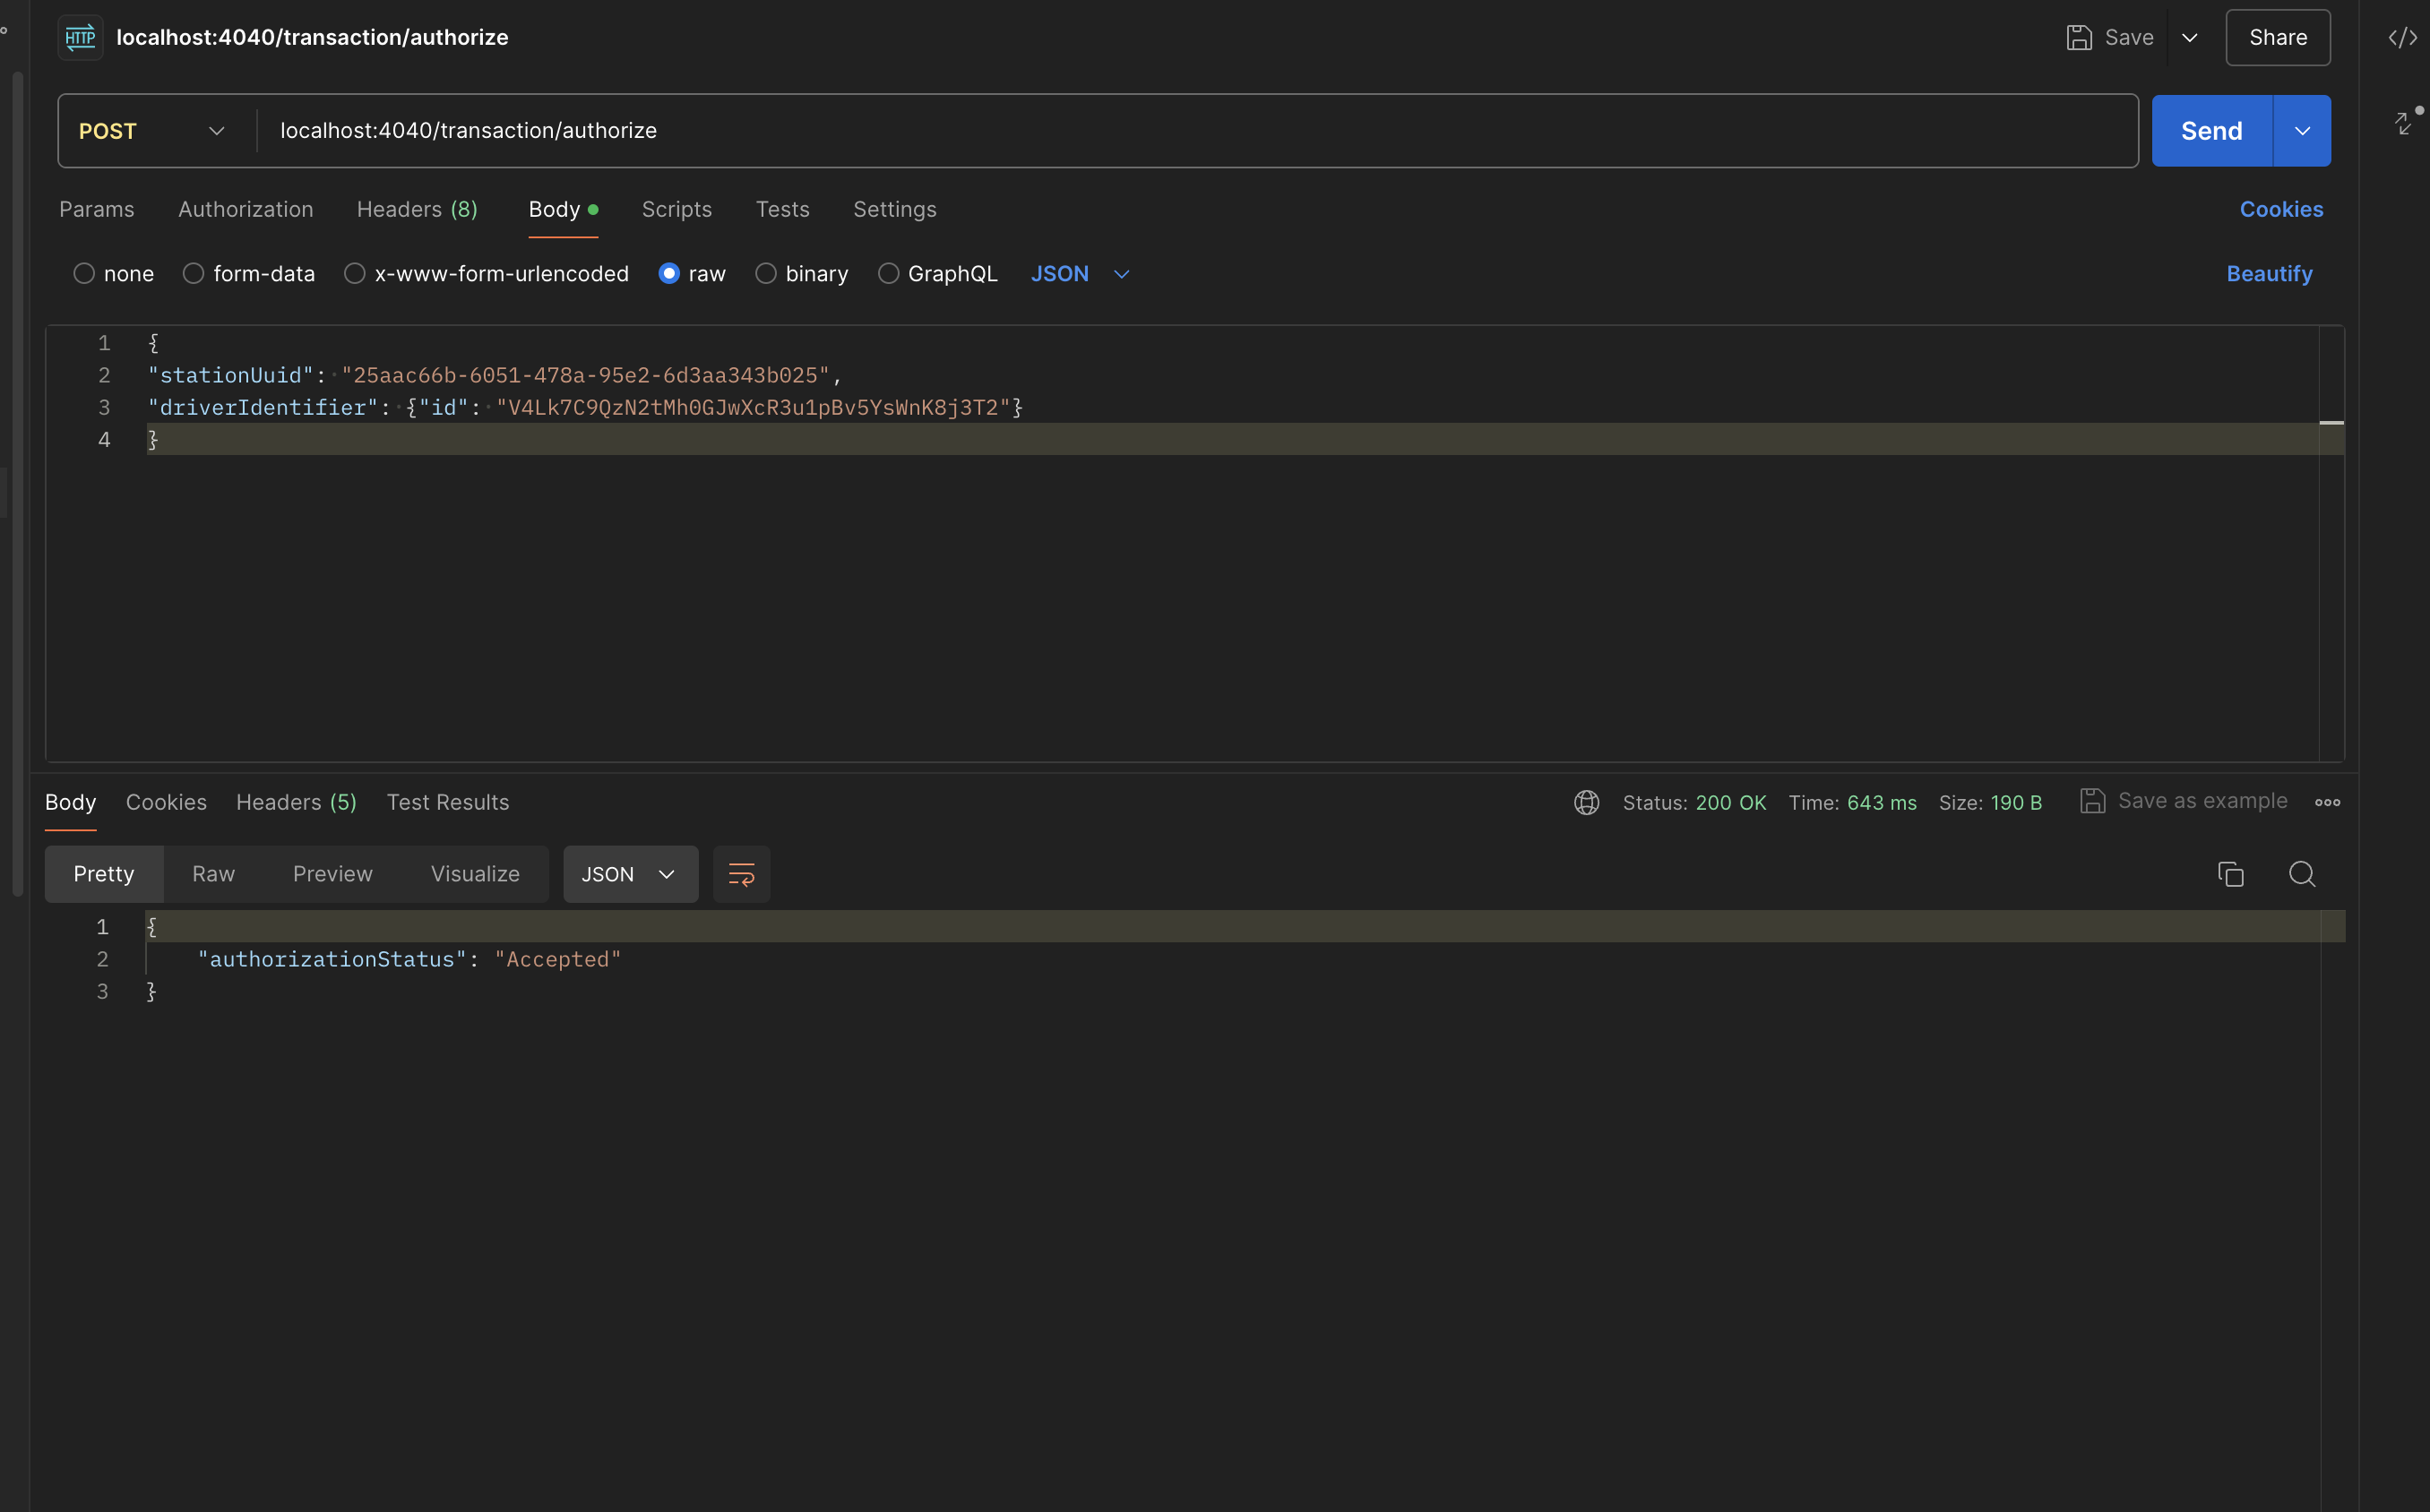 HTTP localhost:4040/transaction/authorize Save Share
POST localhost:4040/transaction/authorize Send
Params Authorization Headers (8) Body Scripts Tests Settings Cookies
none form-data x-www-form-urlencoded raw binary GraphQL JSON Beautify
1 {
2 "stationUuid": "25aac66b-6051-478a-95e2-6d3aa343b025",
3 "driverIdentifier": {"id": "V4Lk7C9QzN2tMh0GJwXcR3u1pBv5YsWnK8j3T2"}
4 }
Body Cookies Headers (5) Test Results Status: 200 OK Time: 643 ms Size: 190 B Save as example
Pretty Raw Preview Visualize JSON
1 {
2 "authorizationStatus": "Accepted"
3 }